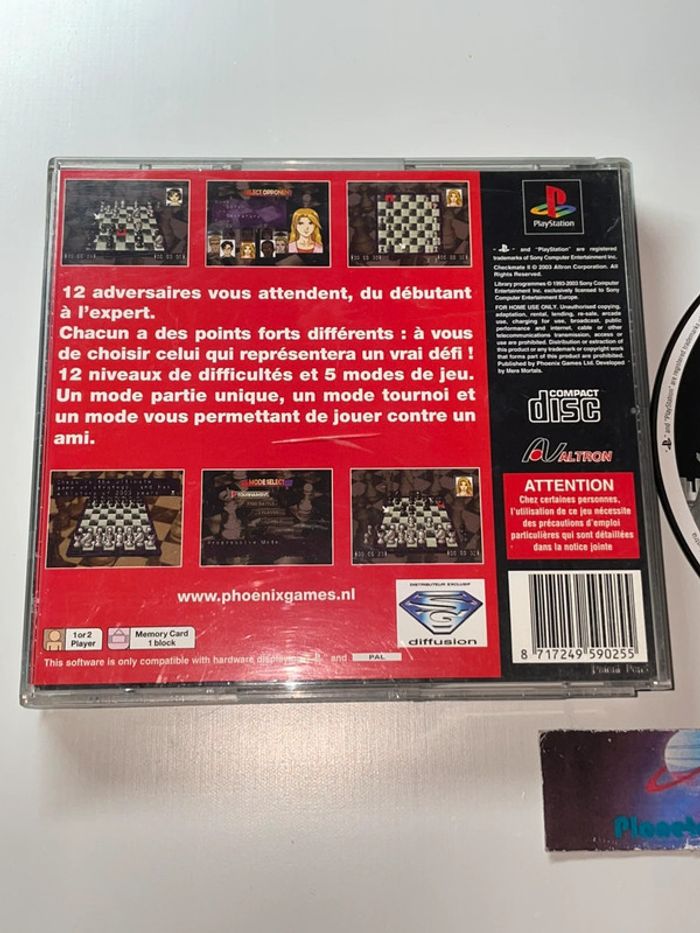 SELECT OPPONENT
12 adversaires vous attendent, du débutant
à l'expert.
Chacun a des points forts différents : à vous
de choisir celui qui représentera un vrai défi !
12 niveaux de difficultés et 5 modes de jeu.
Un mode partie unique, un mode tournoi et
un mode vous permettant de jouer contre un
ami.
MODE SELECT
TOURNAMENT
Progressive Mode
www.phoenixgames.nl
1 or 2
Player
Memory Card
1 block
This software is only compatible with hardware displaying and PAL
DISTRIBUTEUR EXCLUSIF
SG
diffusion
PlayStation
and "PlayStation" are registered
trademarks of Sony Computer Entertainment Inc.
Checkmate II © 2003 Altron Corporation. All
Rights Reserved.
Library programmes © 1993-2003 Sony Computer
Entertainment Inc. exclusively licensed to Sony
Computer Entertainment Europe.
FOR HOME USE ONLY. Unauthorised copying,
adaptation, rental, lending, re-sale, arcade
use, charging for use, broadcast, public
performance and internet, cable or other
telecommunications transmission, access or
use are prohibited. Distribution or extraction of
this product or any trademark or copyright work
that forms part of this product are prohibited.
Published by Phoenix Games Ltd. Developed
by Mere Mortals.
COMPACT
disc
ALTRON
ATTENTION
Chez certaines personnes,
l'utilisation de ce jeu nécessite
des précautions d'emploi
particulières qui sont détaillées
dans la notice jointe
8 717249 590255
and "PlayStation" are registered trademarks
Planet